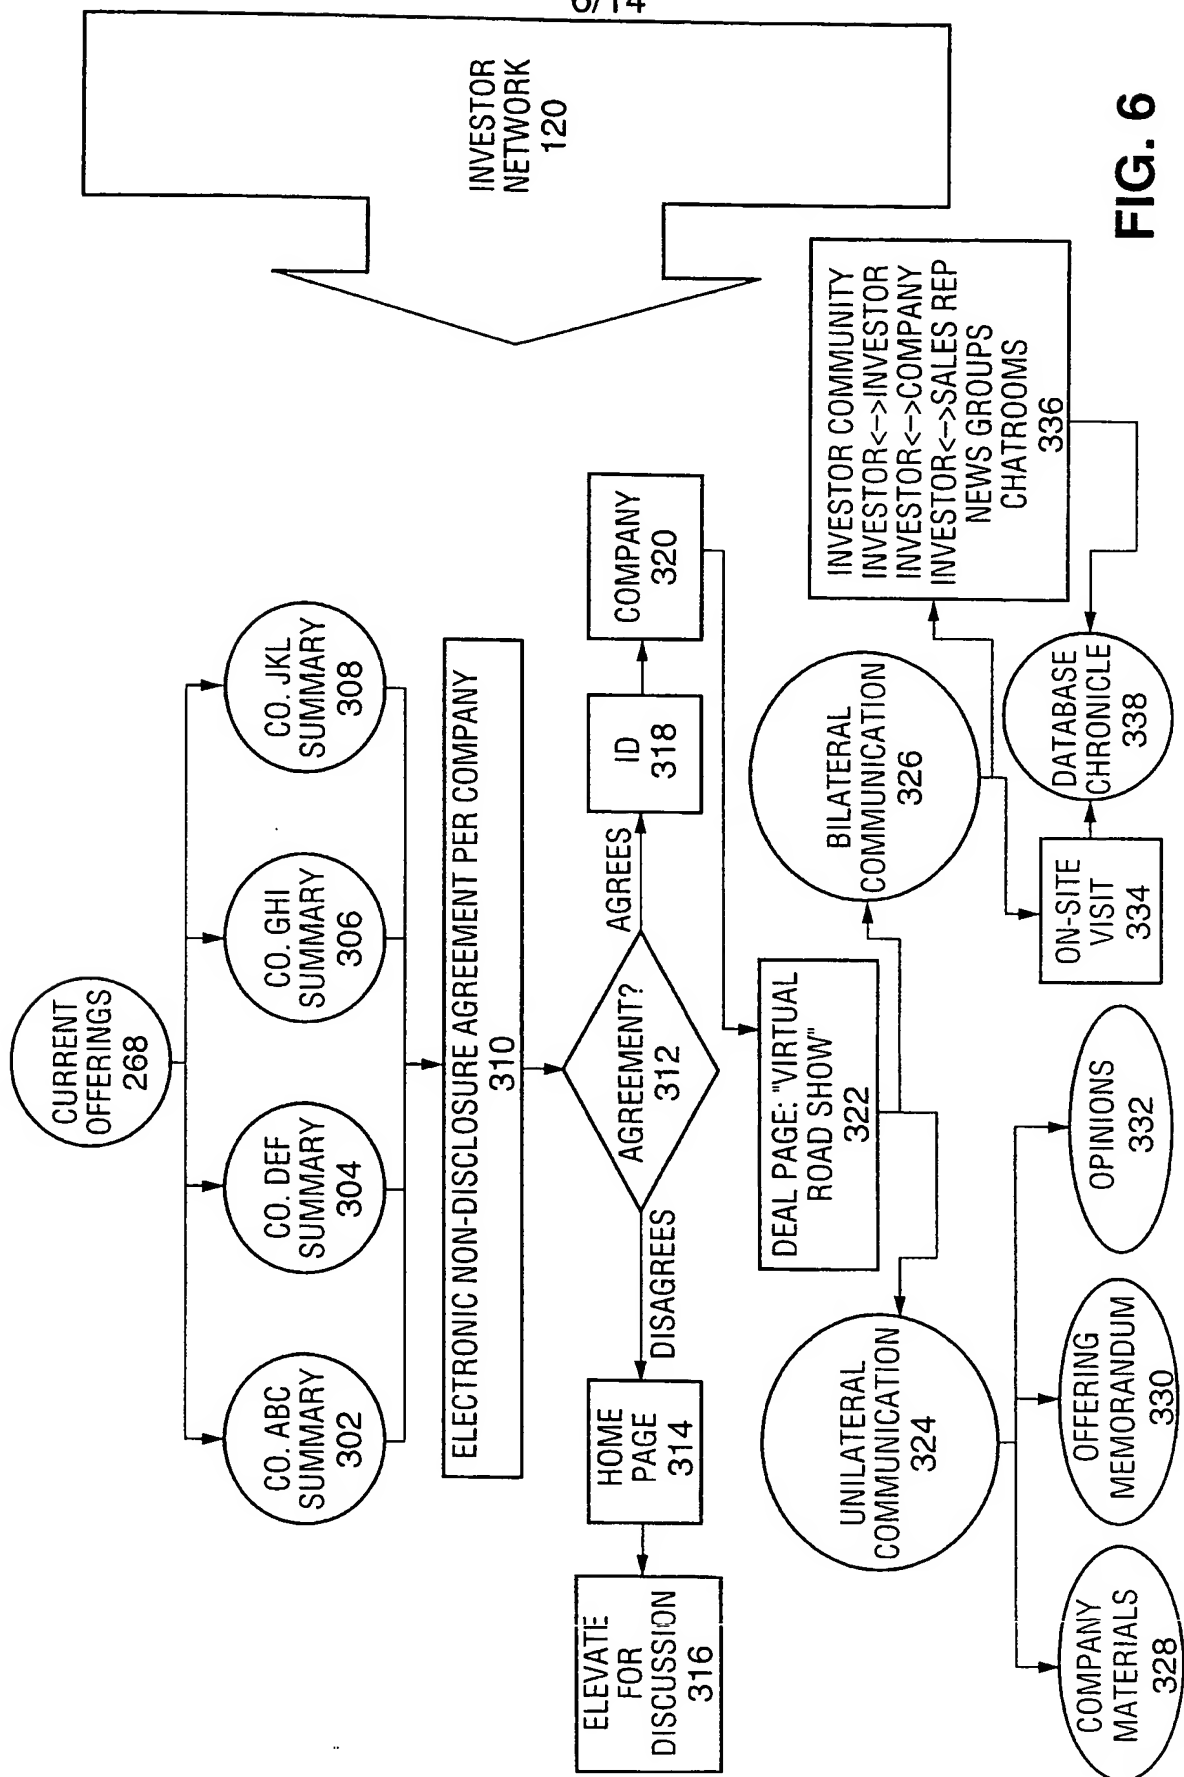 6/14
INVESTOR
NETWORK
120
CURRENT
OFFERINGS
268
CO. ABC
SUMMARY
302
CO. DEF
SUMMARY
304
CO. GHI
SUMMARY
306
CO. JKL
SUMMARY
308
ELECTRONIC NON-DISCLOSURE AGREEMENT PER COMPANY
310
AGREEMENT?
312
DISAGREES
AGREES
HOME
PAGE
314
ELEVATE
FOR
DISCUSSION
316
ID
318
COMPANY
320
DEAL PAGE: "VIRTUAL
ROAD SHOW"
322
UNILATERAL
COMMUNICATION
324
BILATERAL
COMMUNICATION
326
COMPANY
MATERIALS
328
OFFERING
MEMORANDUM
330
OPINIONS
332
ON-SITE
VISIT
334
INVESTOR COMMUNITY
INVESTOR<->INVESTOR
INVESTOR<->COMPANY
INVESTOR<->SALES REP
NEWS GROUPS
CHATROOMS
336
DATABASE
CHRONICLE
338
FIG. 6